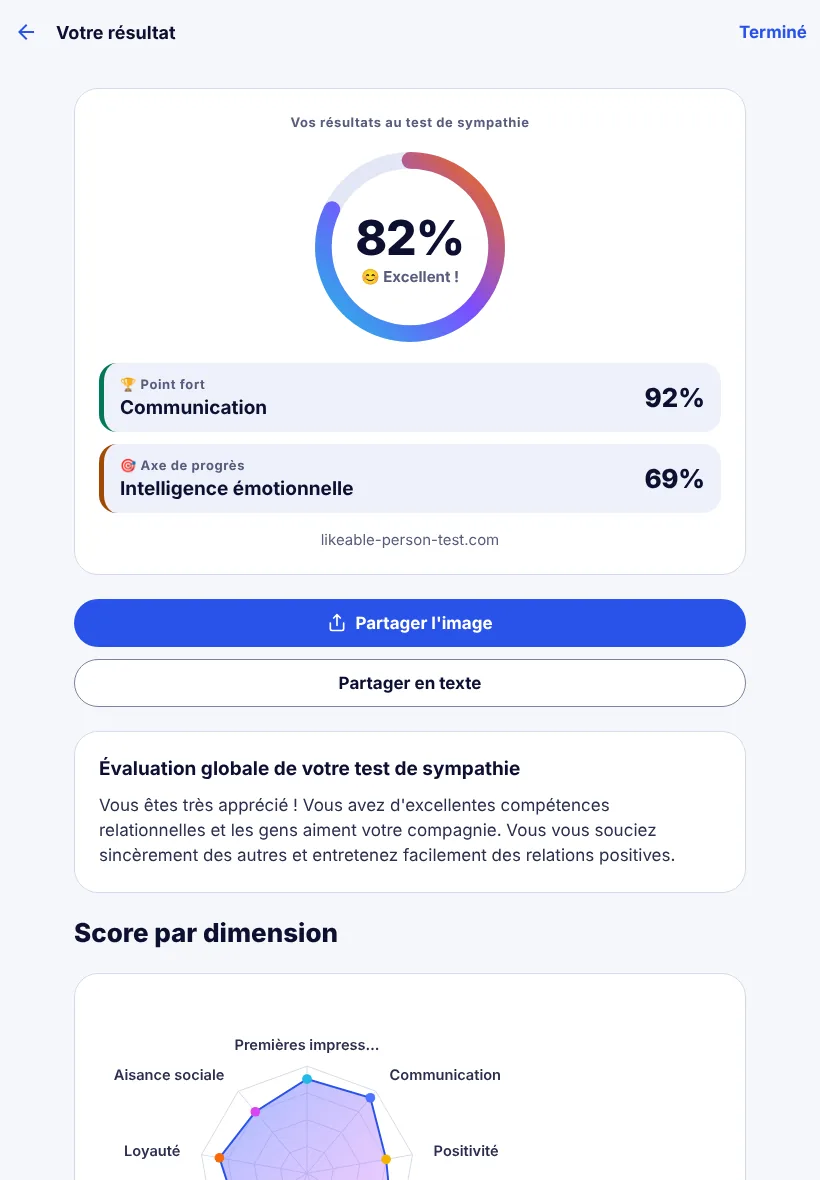 Votre résultat
Terminé
Vos résultats au test de sympathie
82%
😊 Excellent !
🏆 Point fort
Communication
92%
🎯 Axe de progrès
Intelligence émotionnelle
69%
likeable-person-test.com
Partager l'image
Partager en texte
Évaluation globale de votre test de sympathie
Vous êtes très apprécié ! Vous avez d'excellentes compétences
relationnelles et les gens aiment votre compagnie. Vous vous souciez
sincèrement des autres et entretenez facilement des relations positives.
Score par dimension
Premières impress...
Aisance sociale
Communication
Loyauté
Positivité